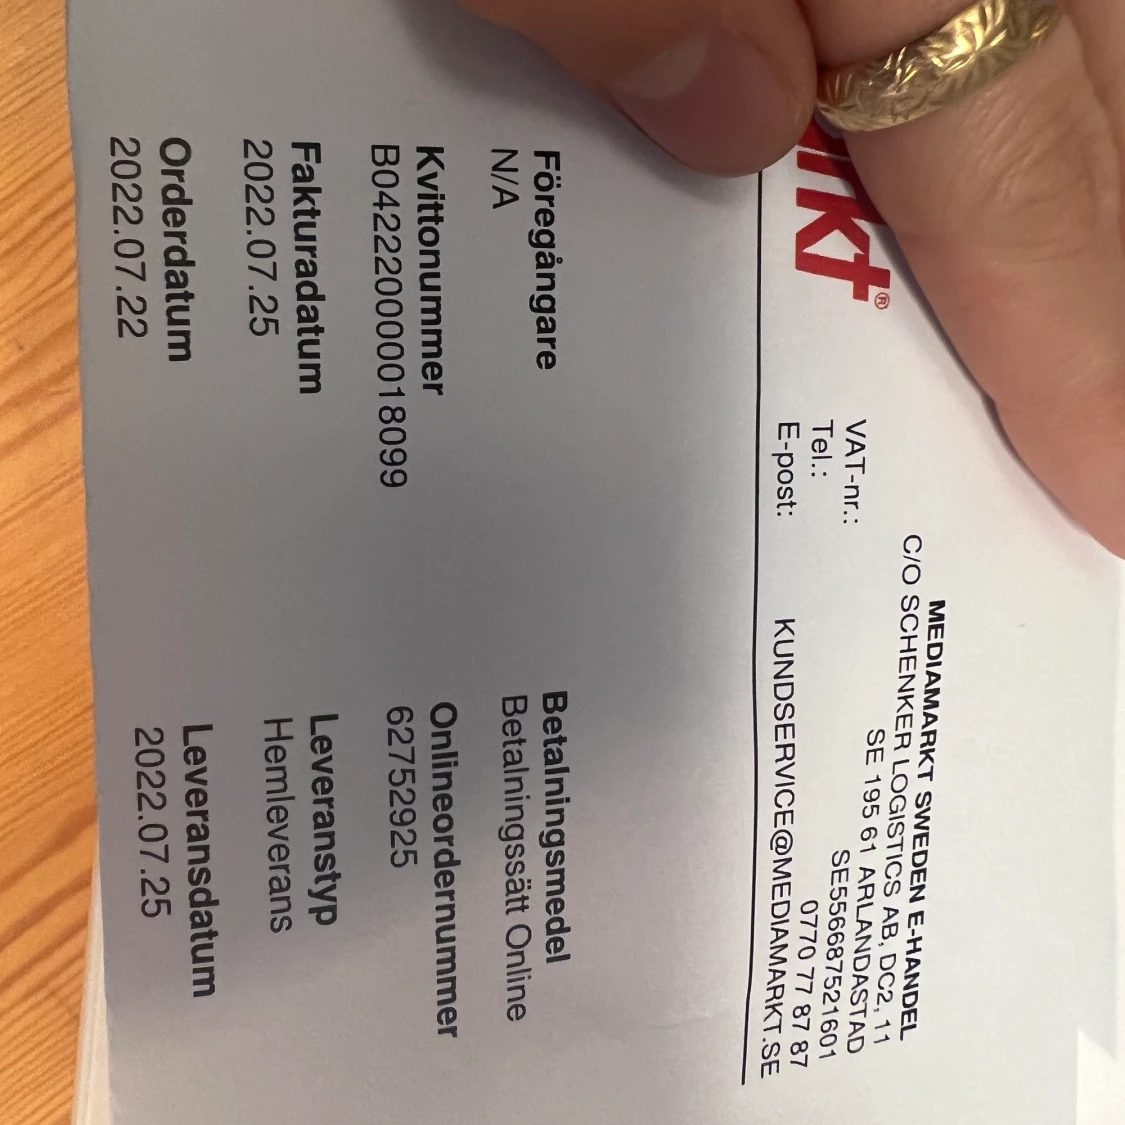 rkt®
MEDIAMARKT SWEDEN E-HANDEL
C/O SCHENKER LOGISTICS AB, DC2, 11
SE 195 61 ARLANDASTAD
VAT-nr.: SE556687521601
Tel.: 0770 77 87 87
E-post: KUNDSERVICE@MEDIAMARKT.SE
Föregångare Betalningsmedel
N/A Betalningssätt Online
Kvittonummer Onlineordernummer
B042220000018099 62752925
Fakturadatum Leveranstyp
2022.07.25 Hemleverans
Orderdatum Leveransdatum
2022.07.22 2022.07.25